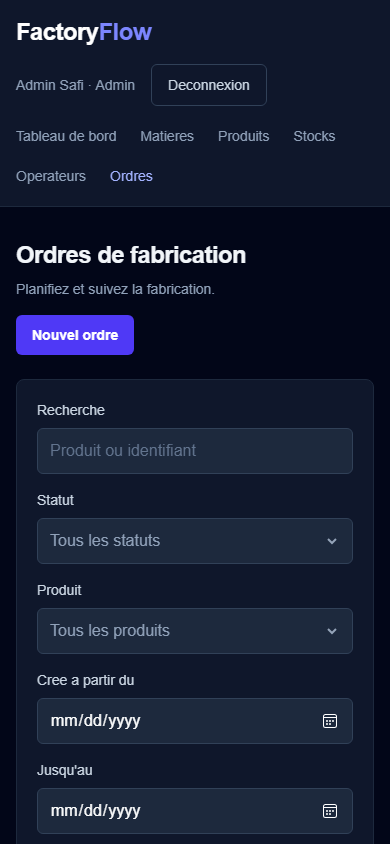 FactoryFlow
Admin Safi · Admin
Deconnexion
Tableau de bord
Matieres
Produits
Stocks
Operateurs
Ordres
Ordres de fabrication
Planifiez et suivez la fabrication.
Nouvel ordre
Recherche
Produit ou identifiant
Statut
Tous les statuts
Produit
Tous les produits
Cree a partir du
mm/dd/yyyy
Jusqu'au
mm/dd/yyyy